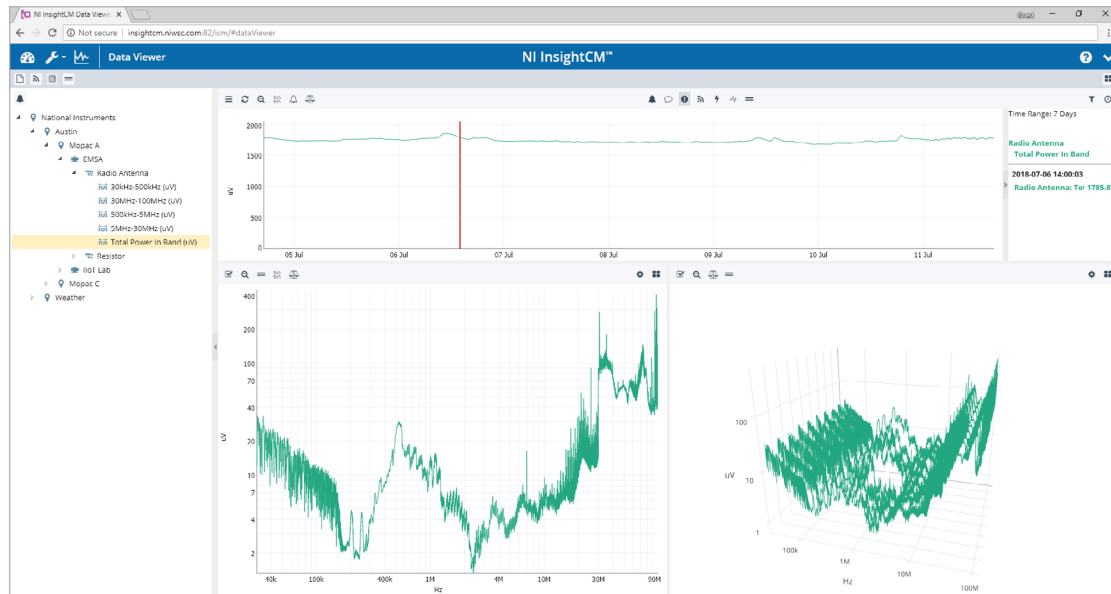 NI InsightCM Data Viewe
Guest
Not secure
insightcm.niwsc.com:82/icm/#dataViewer
Data Viewer
NI InsightCM™
National Instruments
Austin
Mopac A
EMSA
Radio Antenna
30kHz-500kHz (uV)
30MHz-100MHz (uV)
500kHz-5MHz (uV)
5MHz-30MHz (uV)
Total Power In Band (uV)
Resistor
IIoT Lab
Mopac C
Weather
2000
1500
1000
500
0
uV
05 Jul
06 Jul
07 Jul
08 Jul
09 Jul
10 Jul
11 Jul
Time Range: 7 Days
Radio Antenna
Total Power In Band
2018-07-06 14:00:03
Radio Antenna: Tot 1785.8
400
200
100
70
40
20
10
7
4
2
uV
40k
100k
400k
1M
4M
10M
30M
90M
Hz
100
10
1
uV
100k
1M
10M
100M
Hz